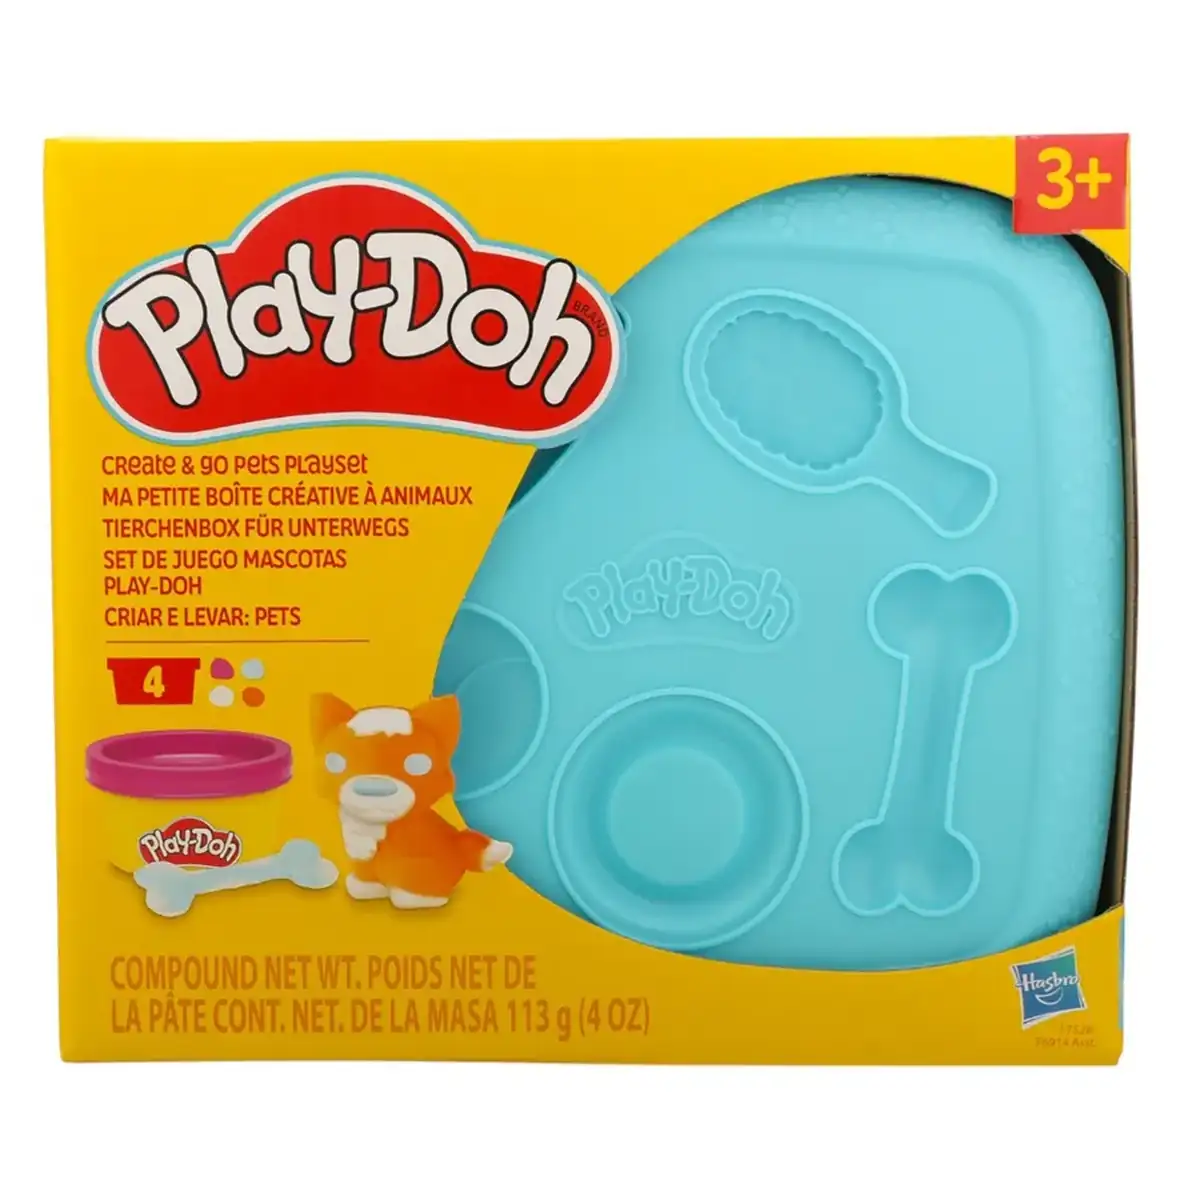 3+
Play-Doh
BRAND
Create & go Pets Playset
MA PETITE BOÎTE CRÉATIVE À ANIMAUX
TIERCHENBOX FÜR UNTERWEGS
SET DE JUEGO MASCOTAS
PLAY-DOH
CRIAR E LEVAR: PETS
4
Play-Doh
Play-Doh
COMPOUND NET WT. POIDS NET DE
LA PÂTE CONT. NET. DE LA MASA 113 g (4 OZ)
Hasbro